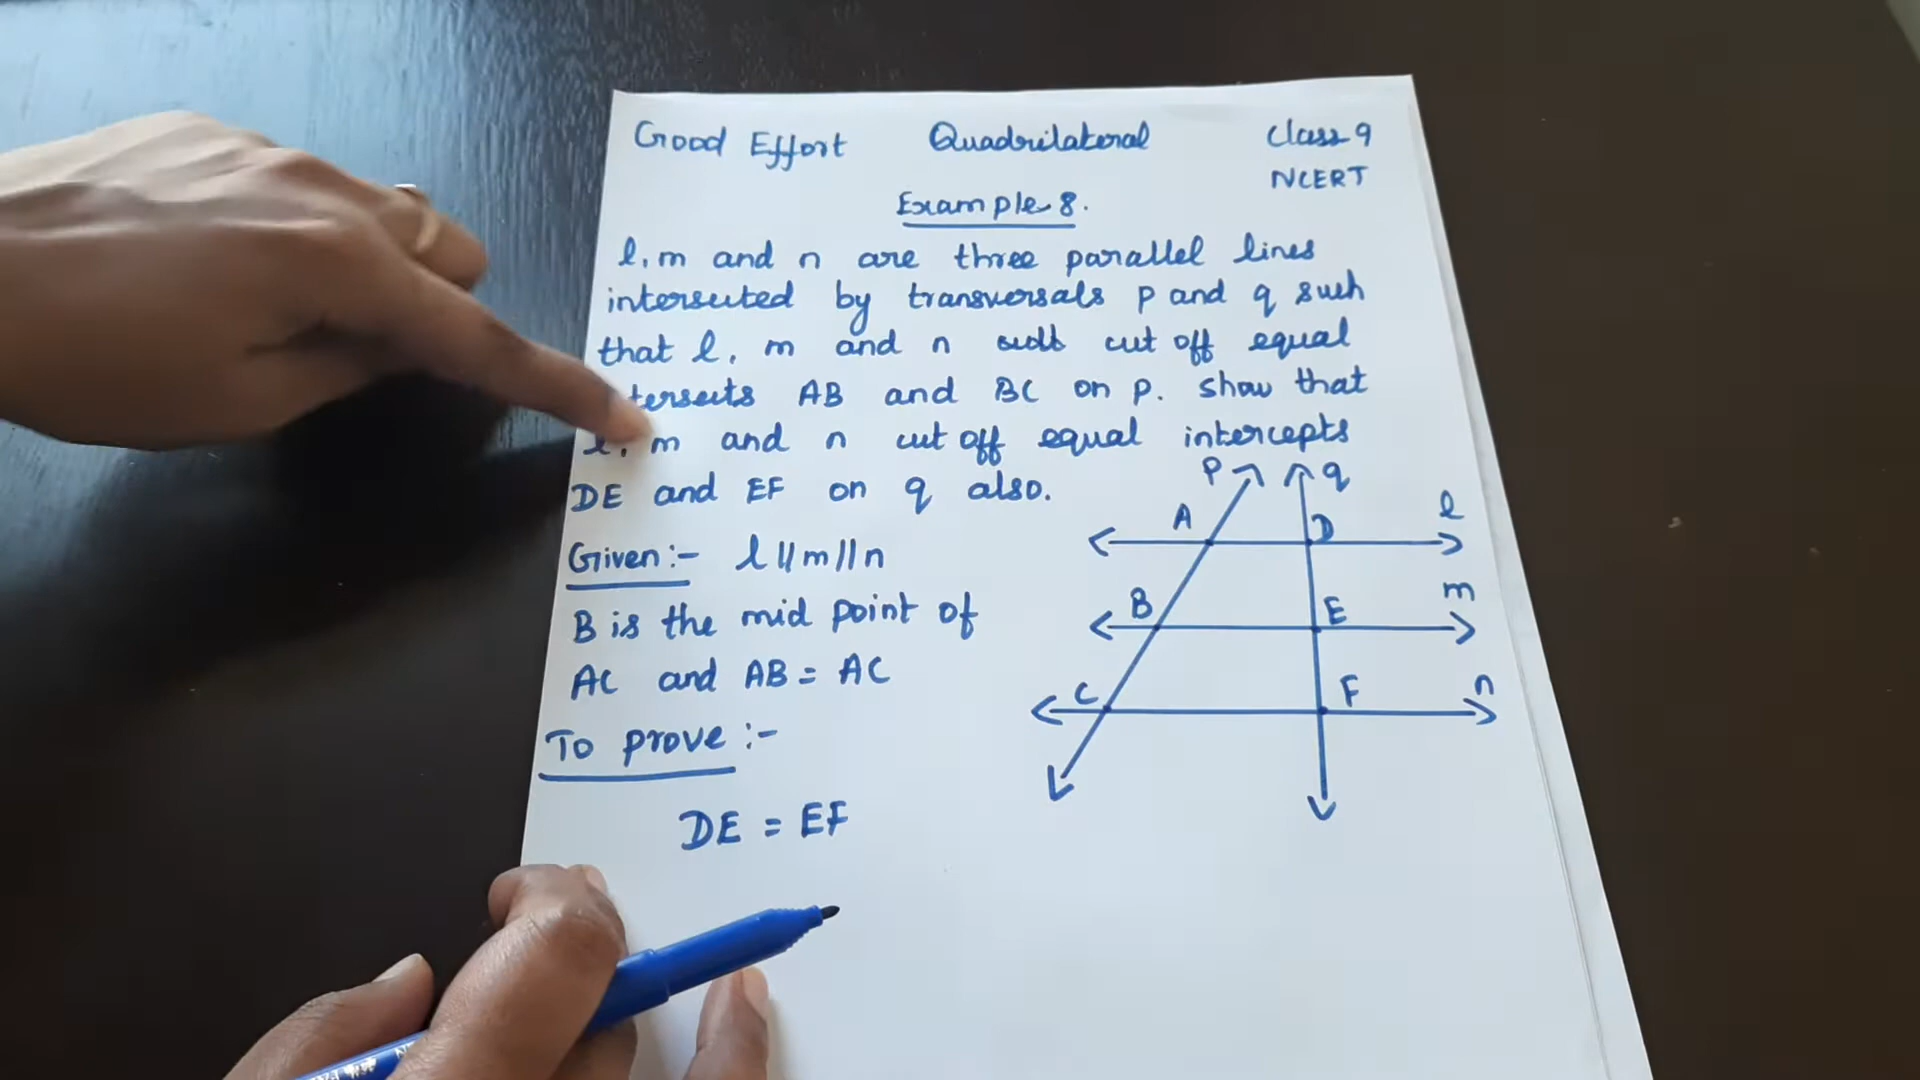 Good Effort Quadrilateral Class 9
NCERT
Example 8.
l, m and n are three parallel lines
intersected by transversals p and q such
that l, m and n cut off equal
AB and BC on p. show that
l, m and n cut off equal intercepts
DE and EF on q also.
Given:- l ∥ m ∥ n
B is the mid point of
AC and AB = AC
To prove:-
DE = EF
P q
A D l
B E m
C F n